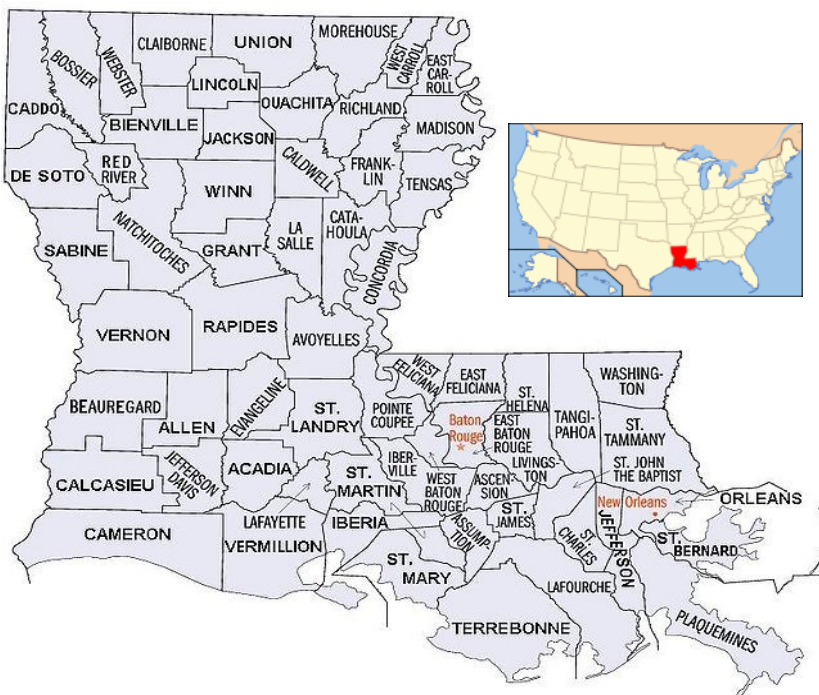 CLAIBORNE
UNION
MOREHOUSE
WEST
CARROLL
EAST
CAR-
ROLL
BOSSIER
WEBSTER
CADDO
LINCOLN
OUACHITA
RICHLAND
MADISON
BIENVILLE
JACKSON
DE SOTO
RED
RIVER
CALDWELL
FRANK-
LIN
TENSAS
WINN
NATCHITOCHES
LA
SALLE
CATA-
HOULA
CONCORDIA
SABINE
GRANT
VERNON
RAPIDES
AVOYELLES
WEST
FELICIANA
EAST
FELICIANA
ST.
HELENA
WASHING-
TON
BEAUREGARD
ALLEN
EVANGELINE
ST.
LANDRY
POINTE
COUPEE
Baton
Rouge
EAST
BATON
ROUGE
TANGI-
PAHOA
ST.
TAMMANY
CALCASIEU
JEFFERSON
DAVIS
ACADIA
ST.
MARTIN
IBER-
VILLE
WEST
BATON
ROUGE
LIVINGS-
TON
ASCEN-
SION
ST. JOHN
THE BAPTIST
New Orleans
ORLEANS
CAMERON
LAFAYETTE
VERMILLION
IBERIA
ASSUMP-
TION
ST.
JAMES
ST.
CHARLES
JEFFERSON
ST.
BERNARD
ST.
MARY
LAFOURCHE
TERREBONNE
PLAQUEMINES